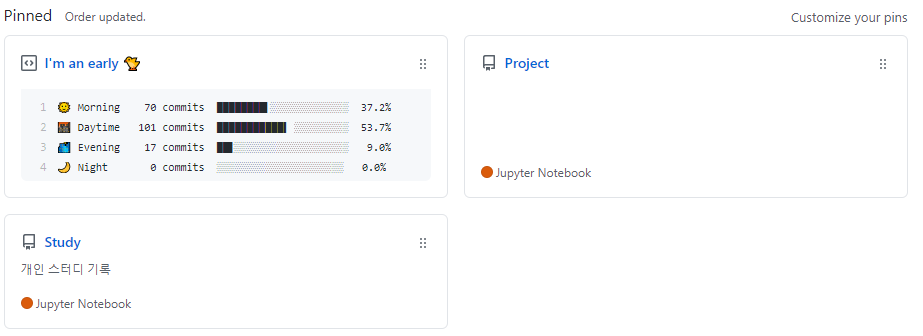 Pinned Order updated. Customize your pins
I'm an early 🐤
1 🌞 Morning 70 commits ████████▎░░░░░░░░░░░░░ 37.2%
2 🌆 Daytime 101 commits ███████████▎░░░░░░░░░ 53.7%
3 🌃 Evening 17 commits ██▌░░░░░░░░░░░░░░░░░░ 9.0%
4 🌙 Night 0 commits ░░░░░░░░░░░░░░░░░░░░░ 0.0%
Project
Jupyter Notebook
Study
개인 스터디 기록
Jupyter Notebook